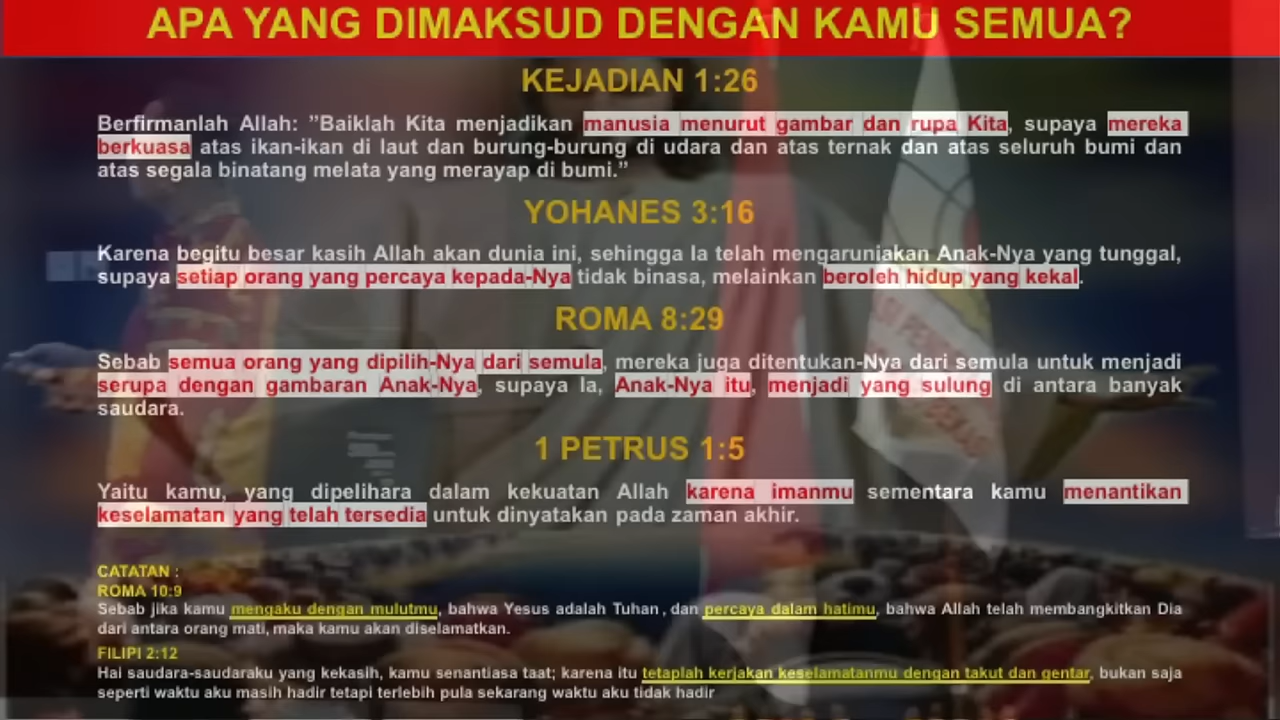 APA YANG DIMAKSUD DENGAN KAMU SEMUA?
KEJADIAN 1:26
Berfirmanlah Allah: ”Baiklah Kita menjadikan manusia menurut gambar dan rupa Kita, supaya mereka
berkuasa atas ikan-ikan di laut dan burung-burung di udara dan atas ternak dan atas seluruh bumi dan
atas segala binatang melata yang merayap di bumi.”
YOHANES 3:16
Karena begitu besar kasih Allah akan dunia ini, sehingga Ia telah mengaruniakan Anak-Nya yang tunggal,
supaya setiap orang yang percaya kepada-Nya tidak binasa, melainkan beroleh hidup yang kekal.
ROMA 8:29
Sebab semua orang yang dipilih-Nya dari semula, mereka juga ditentukan-Nya dari semula untuk menjadi
serupa dengan gambaran Anak-Nya, supaya Ia, Anak-Nya itu, menjadi yang sulung di antara banyak
saudara.
1 PETRUS 1:5
Yaitu kamu, yang dipelihara dalam kekuatan Allah karena imanmu sementara kamu menantikan
keselamatan yang telah tersedia untuk dinyatakan pada zaman akhir.
CATATAN :
ROMA 10:9
Sebab jika kamu mengaku dengan mulutmu, bahwa Yesus adalah Tuhan, dan percaya dalam hatimu, bahwa Allah telah membangkitkan Dia
dari antara orang mati, maka kamu akan diselamatkan.
FILIPI 2:12
Hai saudara-saudaraku yang kekasih, kamu senantiasa taat; karena itu tetaplah kerjakan keselamatanmu dengan takut dan gentar, bukan saja
seperti waktu aku masih hadir tetapi terlebih pula sekarang waktu aku tidak hadir